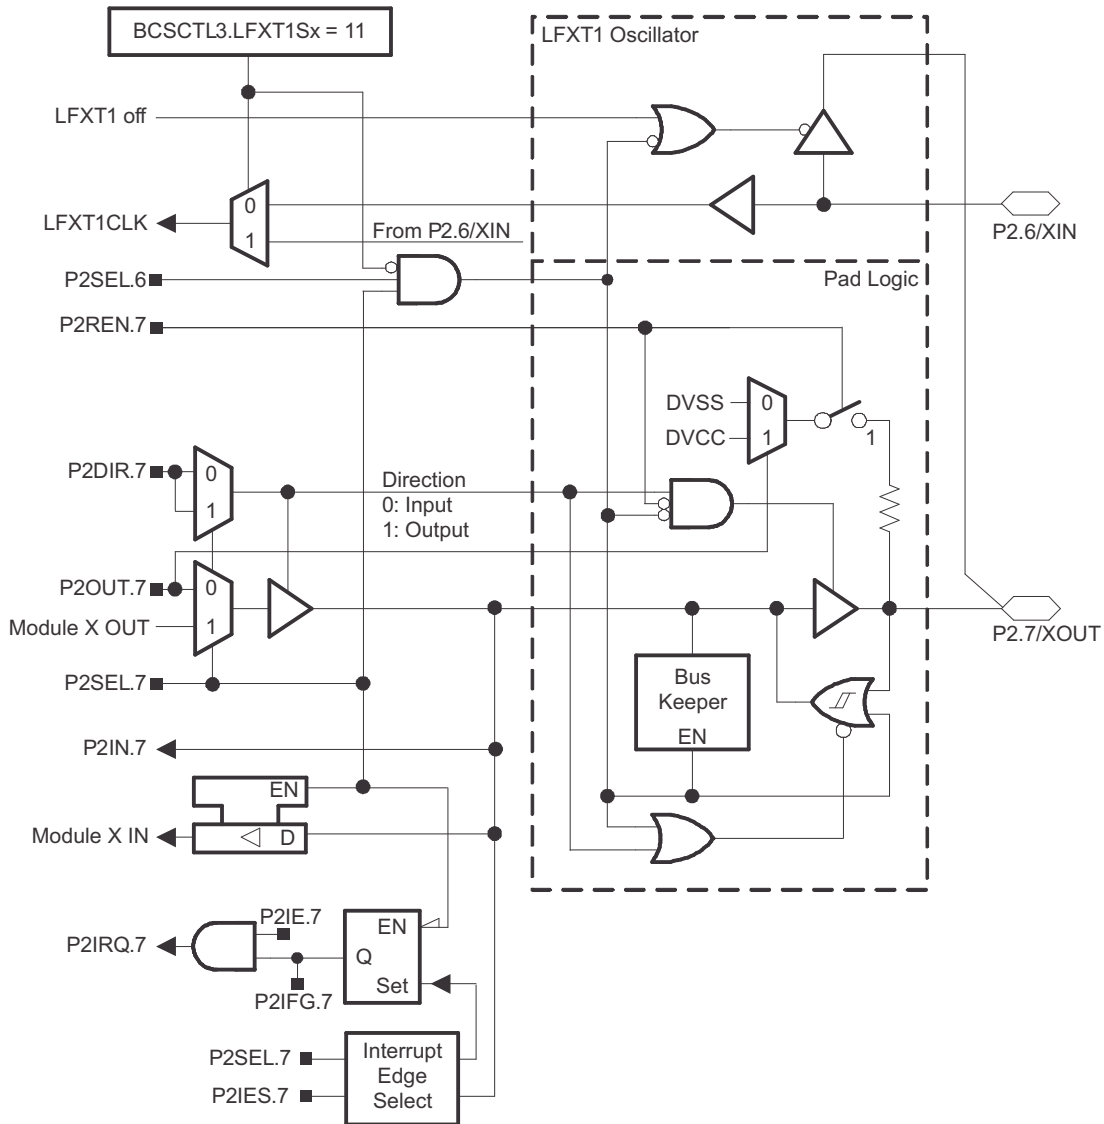 BCSCTL3.LFXT1Sx = 11
LFXT1 Oscillator
LFXT1 off
0
LFXT1CLK
1
From P2.6/XIN
P2.6/XIN
P2SEL.6
Pad Logic
P2REN.7
DVSS
0
DVCC
1
1
P2DIR.7
0
1
Direction
0: Input
1: Output
P2OUT.7
0
Module X OUT
1
P2.7/XOUT
P2SEL.7
Bus
Keeper
EN
P2IN.7
EN
Module X IN
D
P2IE.7
EN
P2IRQ.7
Q
Set
P2IFG.7
P2SEL.7
P2IES.7
Interrupt
Edge
Select